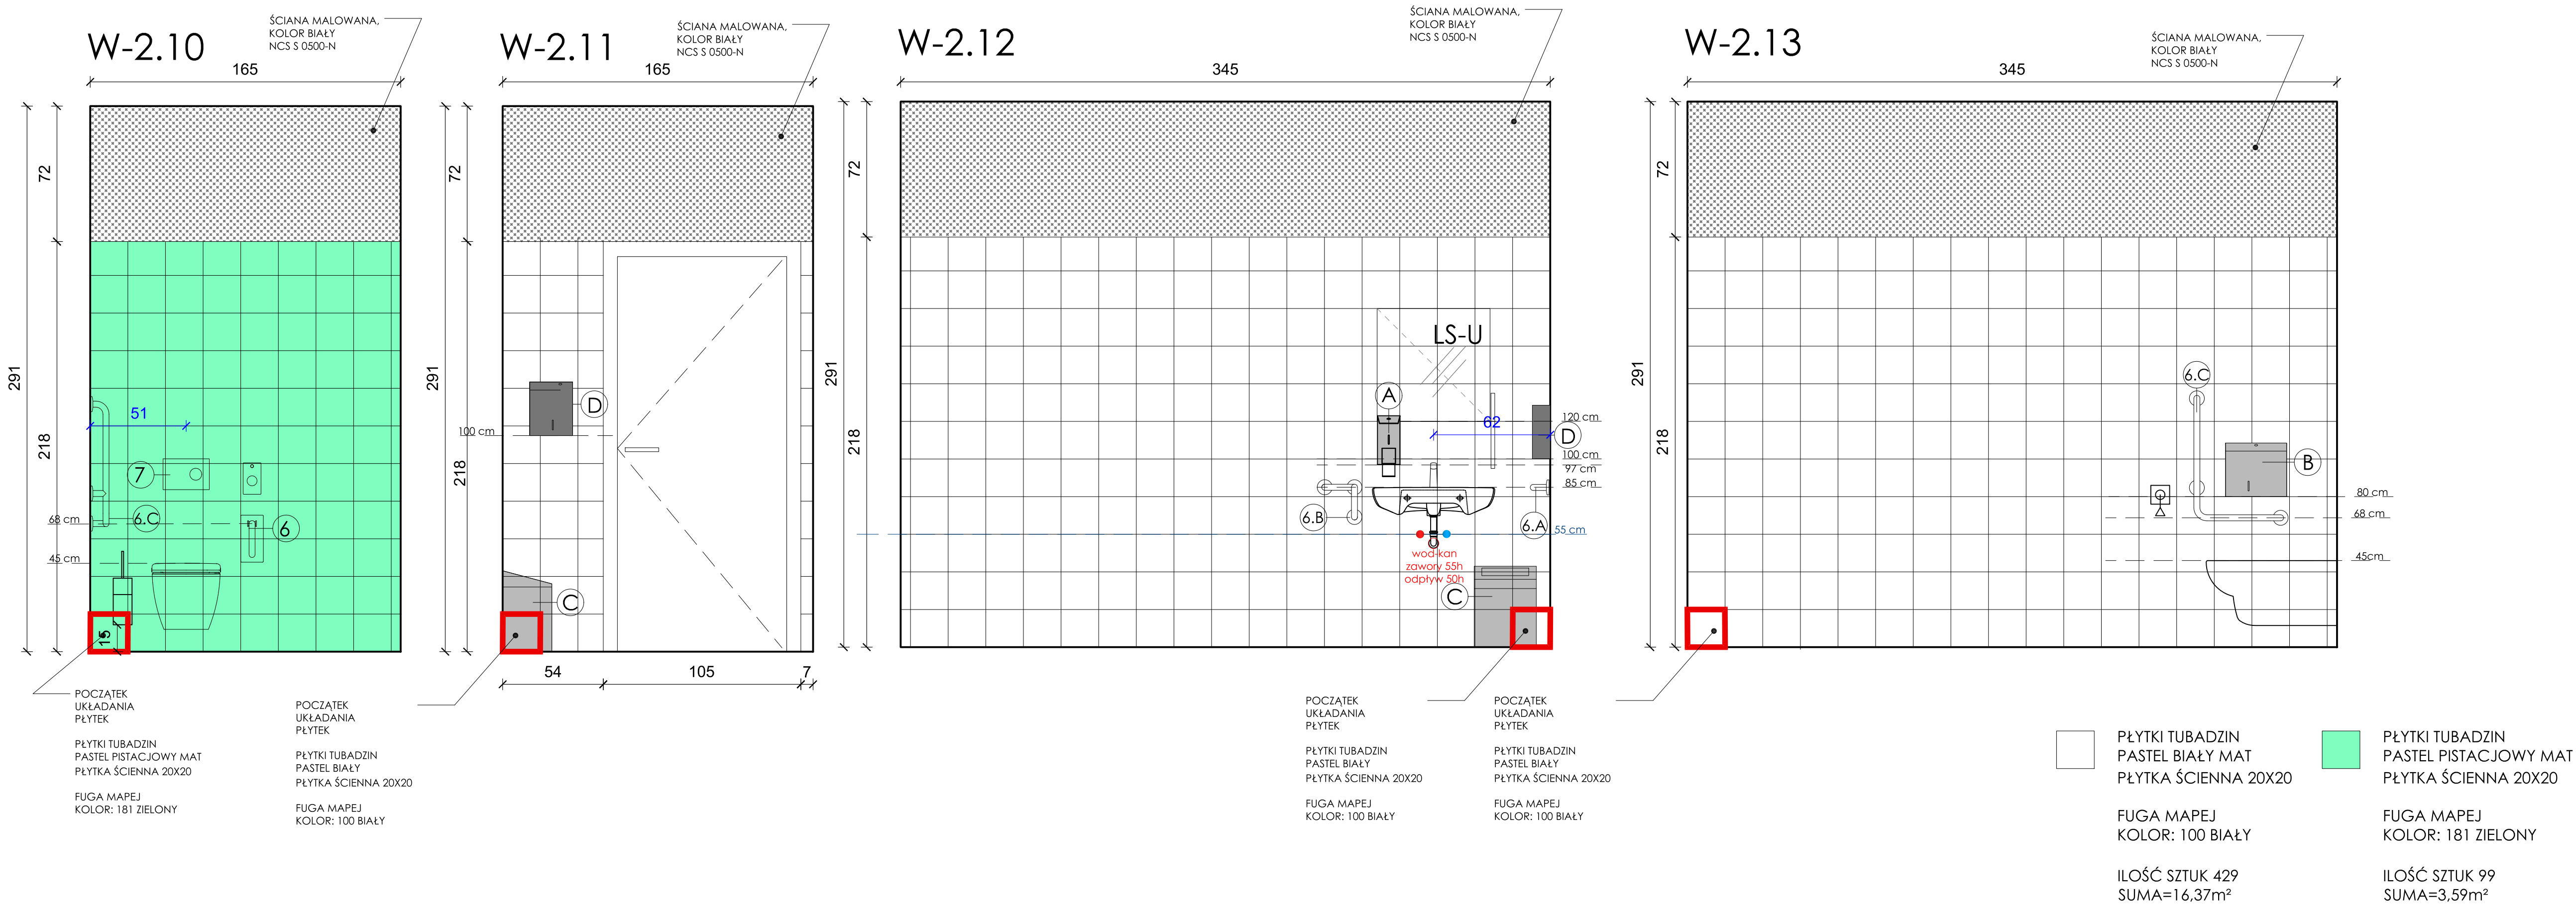 W-2.10
ŚCIANA MALOWANA,
KOLOR BIAŁY
NCS S 0500-N
165
72
291
218
51
7
6.C
6
68 cm
45 cm
15
POCZĄTEK
UKŁADANIA
PŁYTEK
PŁYTKI TUBADZIN
PASTEL PISTACJOWY MAT
PŁYTKA ŚCIENNA 20X20
FUGA MAPEJ
KOLOR: 181 ZIELONY
W-2.11
ŚCIANA MALOWANA,
KOLOR BIAŁY
NCS S 0500-N
165
72
291
218
D
100 cm
C
54
105
7
POCZĄTEK
UKŁADANIA
PŁYTEK
PŁYTKI TUBADZIN
PASTEL BIAŁY
PŁYTKA ŚCIENNA 20X20
FUGA MAPEJ
KOLOR: 100 BIAŁY
W-2.12
ŚCIANA MALOWANA,
KOLOR BIAŁY
NCS S 0500-N
345
72
291
218
LS-U
A
62
120 cm
D
100 cm
97 cm
85 cm
6.B
6.A
55 cm
wod-kan
zawory 55h
odpływ 50h
C
POCZĄTEK
UKŁADANIA
PŁYTEK
PŁYTKI TUBADZIN
PASTEL BIAŁY
PŁYTKA ŚCIENNA 20X20
FUGA MAPEJ
KOLOR: 100 BIAŁY
W-2.13
ŚCIANA MALOWANA,
KOLOR BIAŁY
NCS S 0500-N
345
72
291
218
6.C
B
80 cm
68 cm
45cm
POCZĄTEK
UKŁADANIA
PŁYTEK
PŁYTKI TUBADZIN
PASTEL BIAŁY
PŁYTKA ŚCIENNA 20X20
FUGA MAPEJ
KOLOR: 100 BIAŁY
PŁYTKI TUBADZIN
PASTEL BIAŁY MAT
PŁYTKA ŚCIENNA 20X20
FUGA MAPEJ
KOLOR: 100 BIAŁY
ILOŚĆ SZTUK 429
SUMA=16,37m²
PŁYTKI TUBADZIN
PASTEL PISTACJOWY MAT
PŁYTKA ŚCIENNA 20X20
FUGA MAPEJ
KOLOR: 181 ZIELONY
ILOŚĆ SZTUK 99
SUMA=3,59m²